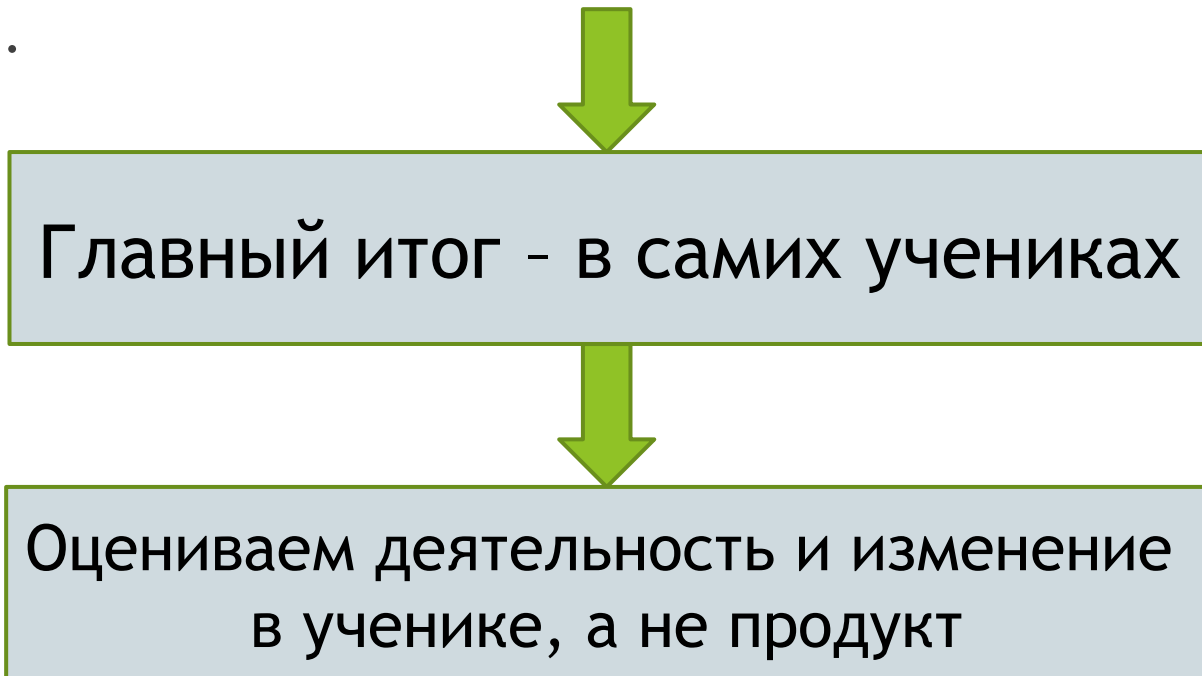 Главный итог – в самих учениках
Оцениваем деятельность и изменение
в ученике, а не продукт